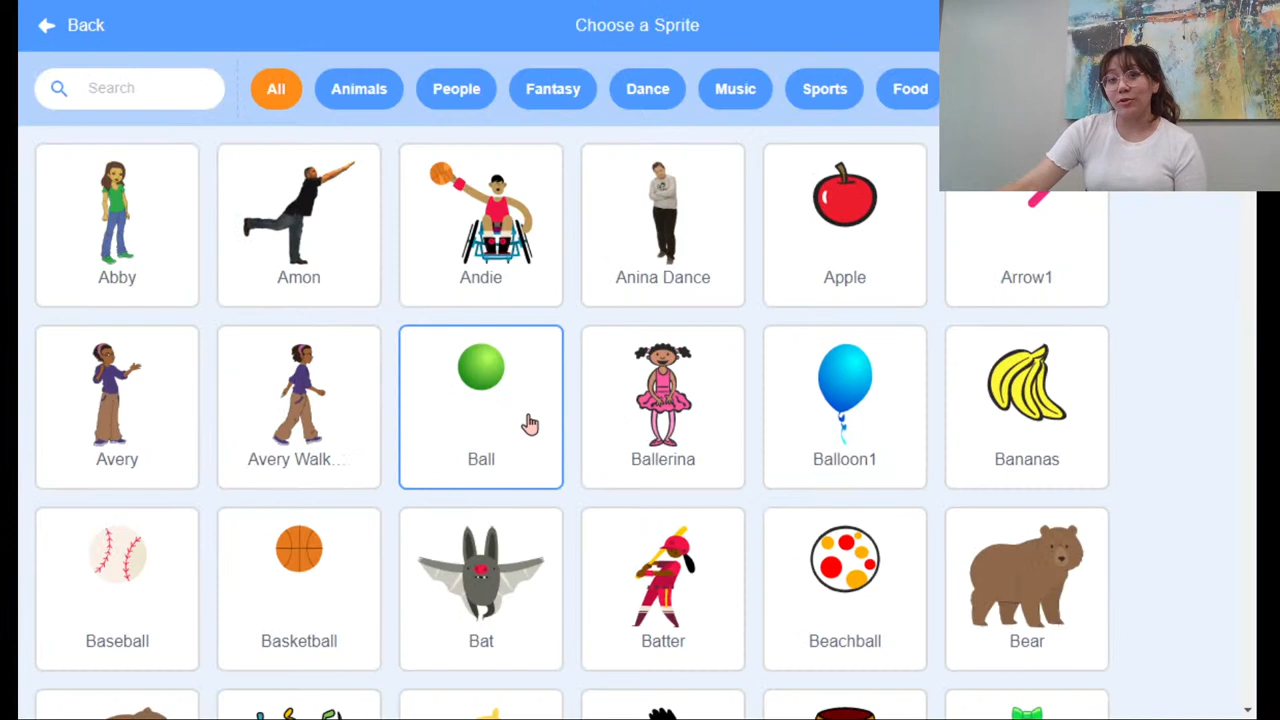 Back
Choose a Sprite
Search
All
Animals
People
Fantasy
Dance
Music
Sports
Food
Abby
Amon
Andie
Anina Dance
Apple
Arrow1
Avery
Avery Walk...
Ball
Ballerina
Balloon1
Bananas
Baseball
Basketball
Bat
Batter
Beachball
Bear